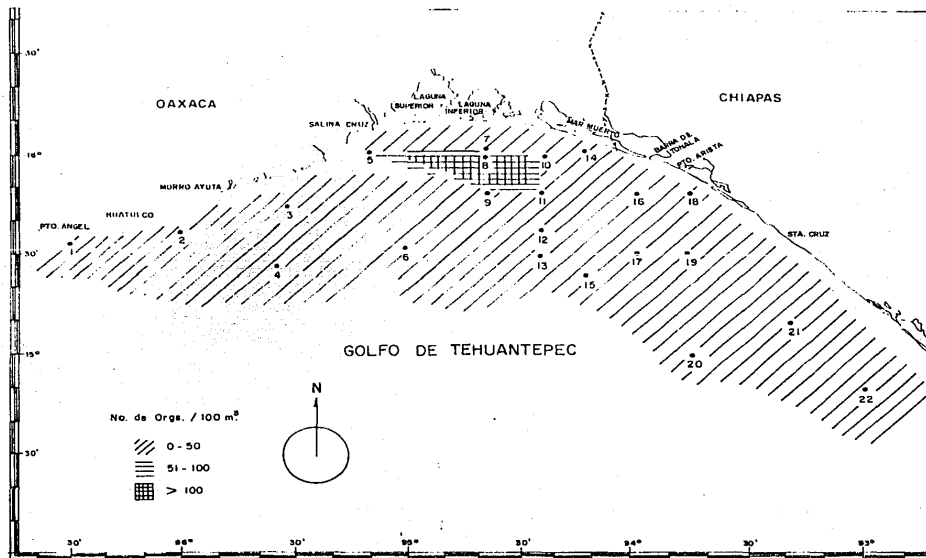 30'
OAXACA
CHIAPAS
LAGUNA SUPERIOR
LAGUNA INFERIOR
SALINA CRUZ
MAR MUERTO
BARRA DE TONALA
PTO. ARISTA
16°
5
7
8
10
14
MORRO AYUTA
3
9
11
16
18
HUATULCO
PTO. ANGEL
1
2
STA. CRUZ
12
6
13
17
19
30'
4
15
21
15°
GOLFO DE TEHUANTEPEC
20
22
N
No. de Orgs. / 100 m³.
0 - 50
51 - 100
> 100
30'
30' 96° 30' 95° 30' 94° 30' 93°